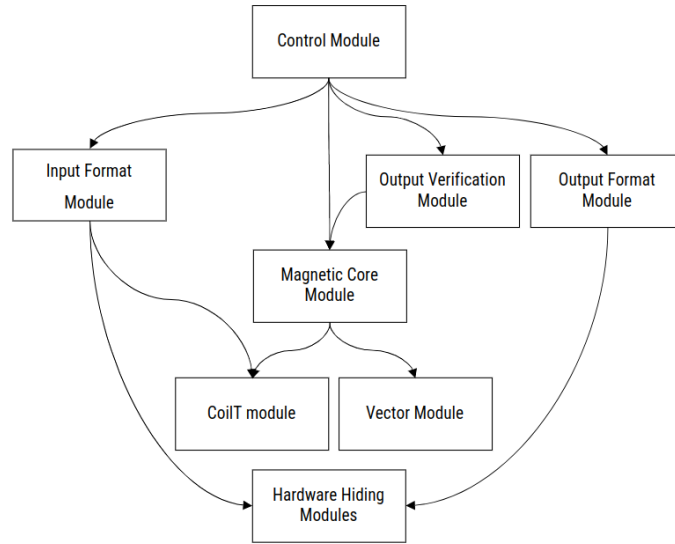 Control Module
Input Format
Module
Output Verification
Module
Output Format
Module
Magnetic Core
Module
CoilT module
Vector Module
Hardware Hiding
Modules